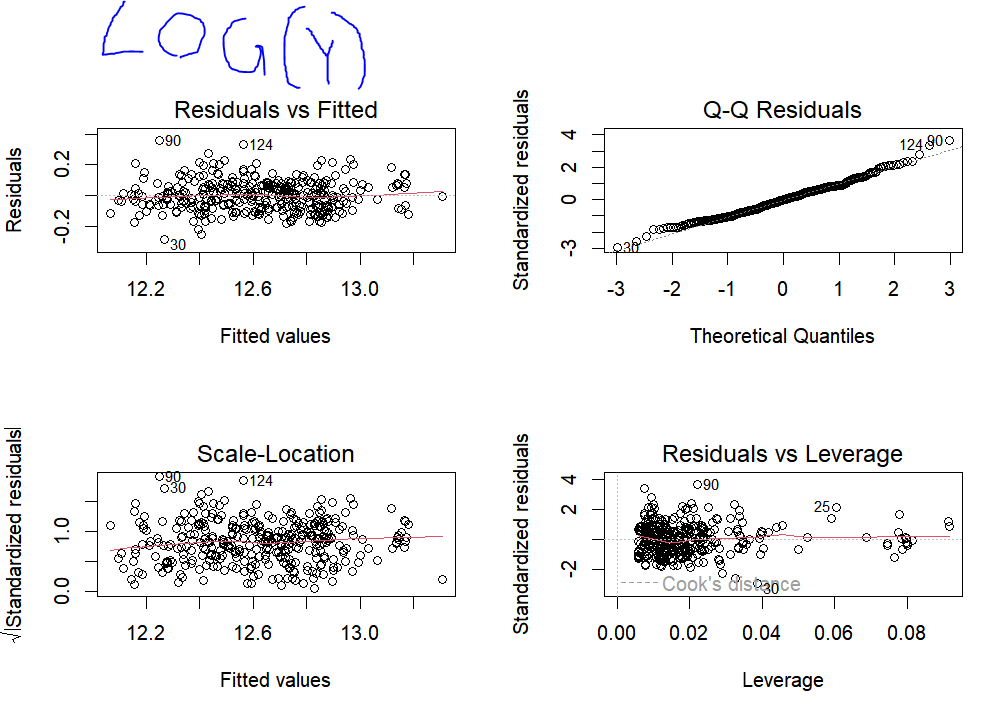 LOG(Y)
Residuals vs Fitted
Residuals
0.2
-0.2
90
124
30
12.2 12.6 13.0
Fitted values
Q-Q Residuals
Standardized residuals
4
2
0
-3
124 90
30
-3 -2 -1 0 1 2 3
Theoretical Quantiles
Scale-Location
√|Standardized residuals|
1.0
0.0
90
30
124
12.2 12.6 13.0
Fitted values
Residuals vs Leverage
Standardized residuals
4
2
-2
90
25
Cook's distance
30
0.00 0.02 0.04 0.06 0.08
Leverage